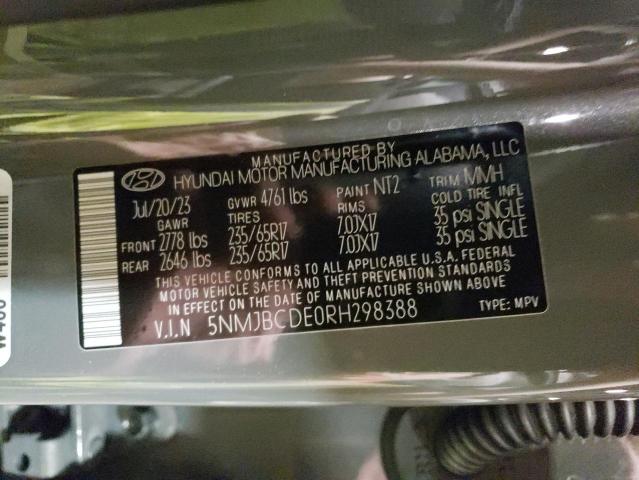 MANUFACTURED BY
HYUNDAI MOTOR MANUFACTURING ALABAMA, LLC
Jul/20/23 GVWR 4761 lbs PAINT NT2 TRIM MMH
GAWR TIRES RIMS COLD TIRE INFL
FRONT 2778 lbs 235/65R17 7.0JX17 35 psi SINGLE
REAR 2646 lbs 235/65R17 7.0JX17 35 psi SINGLE
THIS VEHICLE CONFORMS TO ALL APPLICABLE U.S.A. FEDERAL
MOTOR VEHICLE SAFETY AND THEFT PREVENTION STANDARDS
IN EFFECT ON THE DATE OF MANUFACTURE SHOWN ABOVE.
V.I.N 5NMJBCDE0RH298388 TYPE: MPV